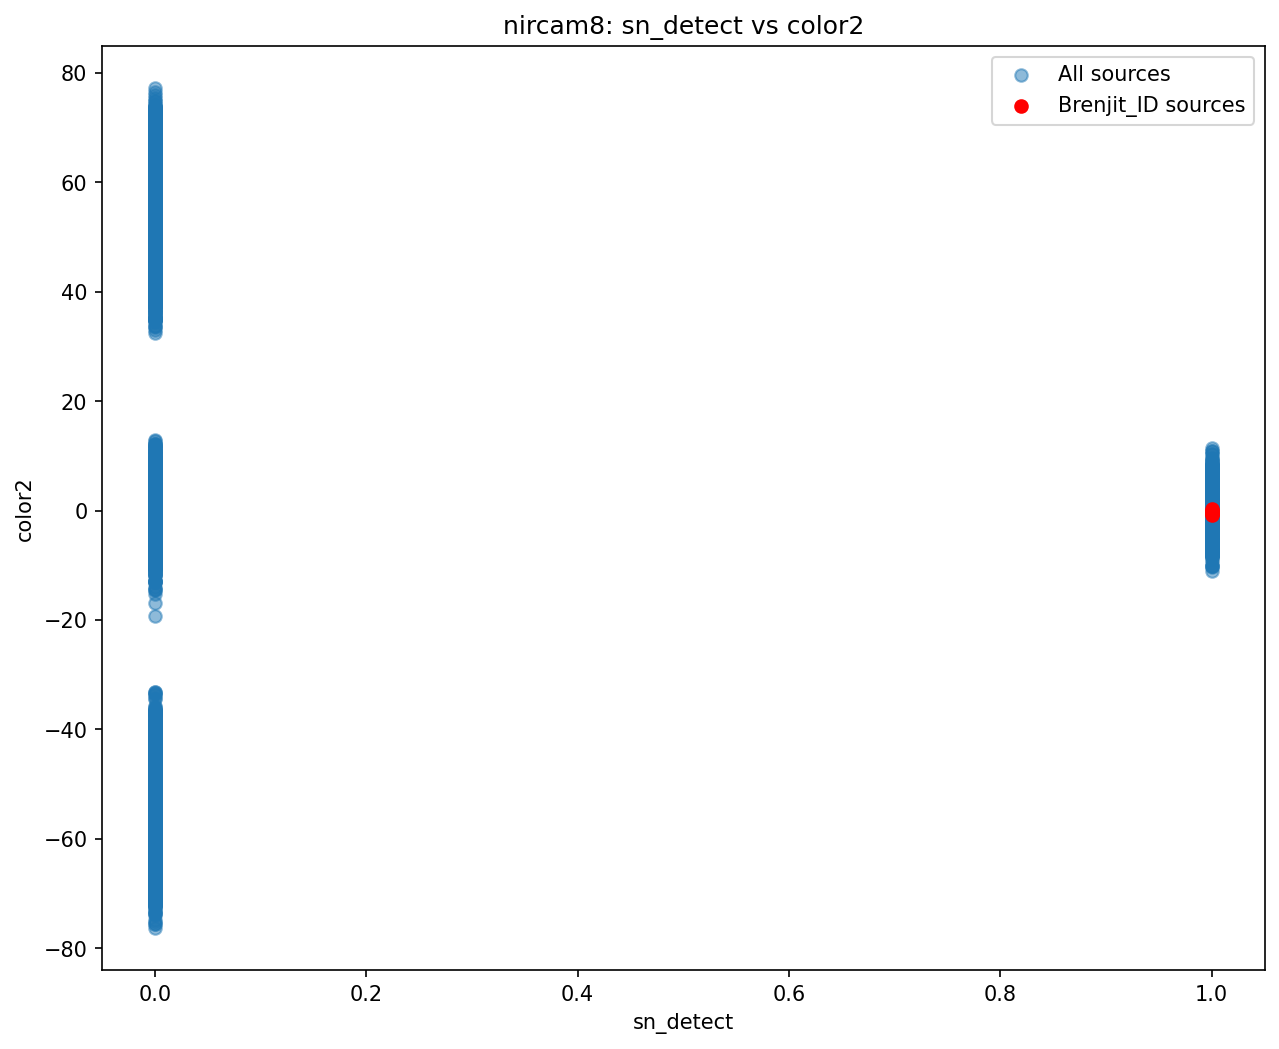 nircam8: sn_detect vs color2
All sources
Brenjit_ID sources
80
60
40
20
0
−20
−40
−60
−80
color2
0.0 0.2 0.4 0.6 0.8 1.0
sn_detect